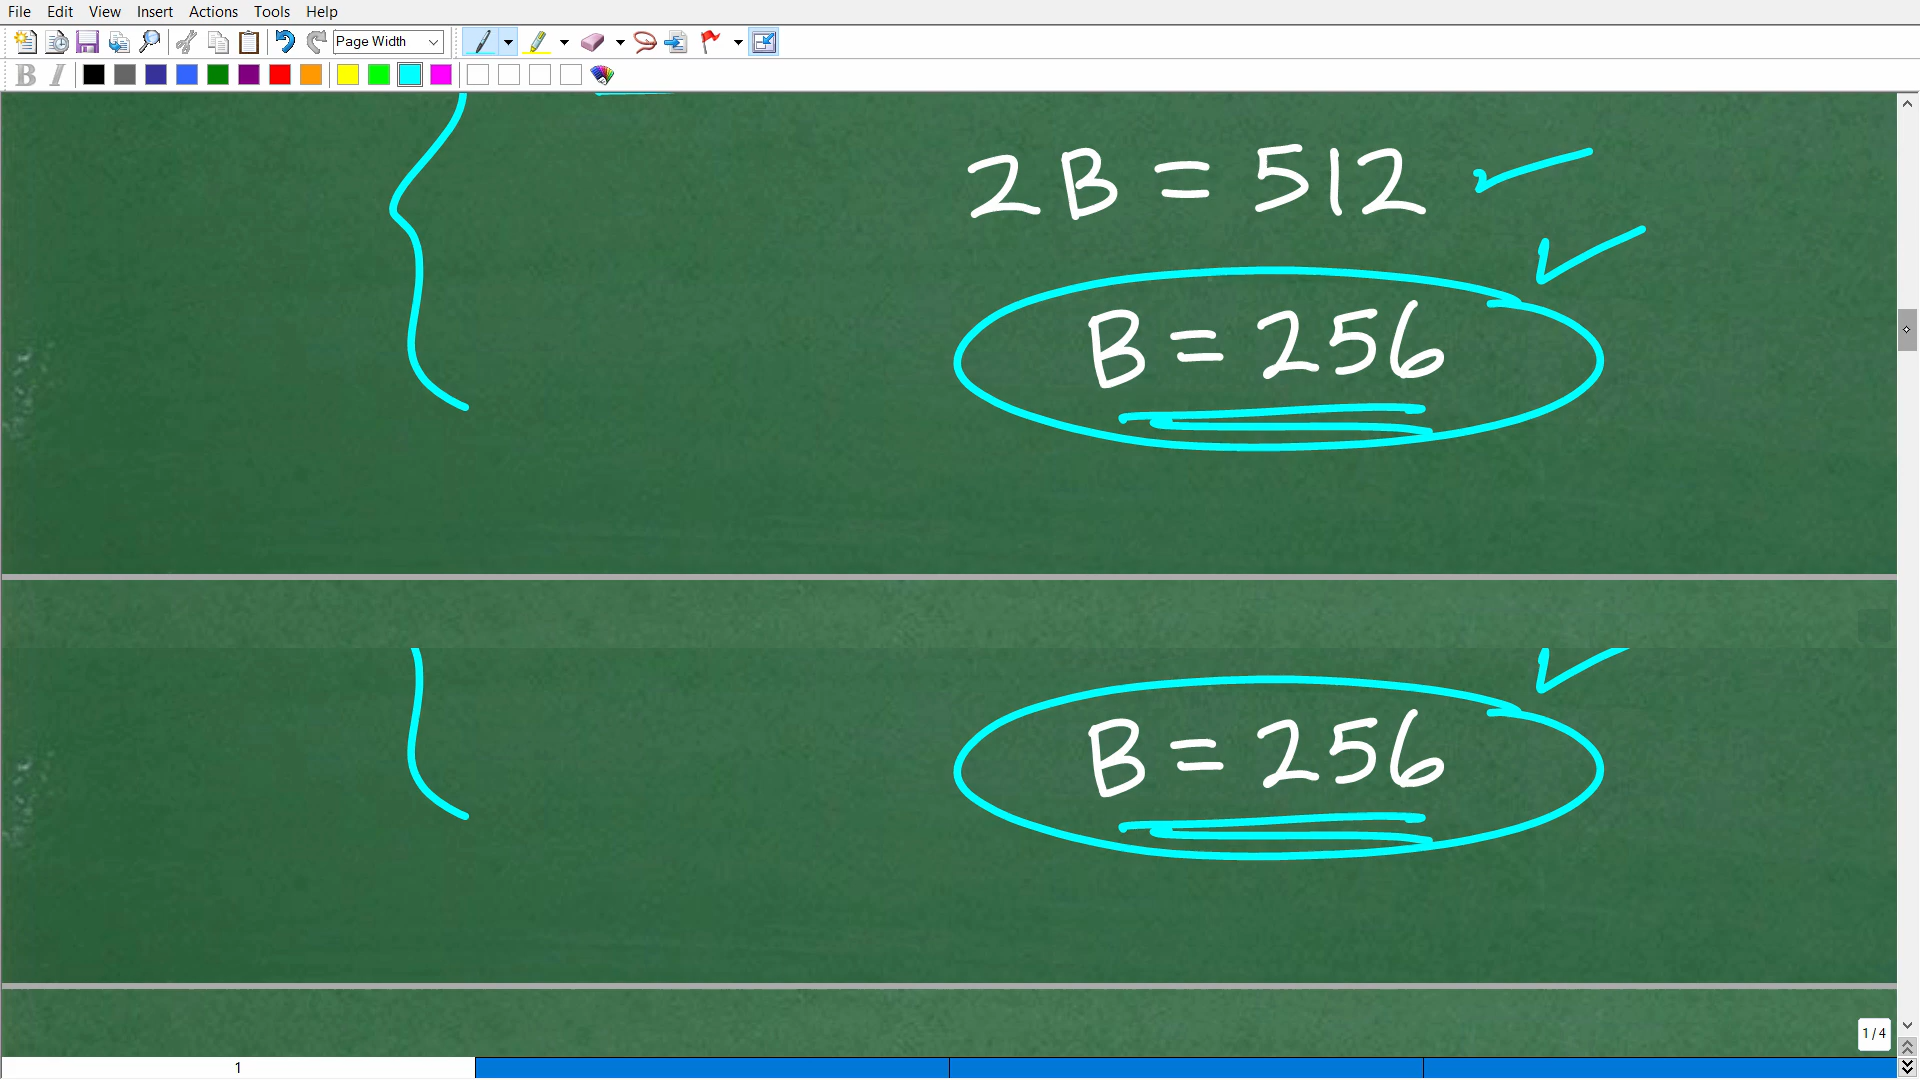 File Edit View Insert Actions Tools Help
Page Width
B I
2B = 512
B = 256
B = 256
1 / 4
1